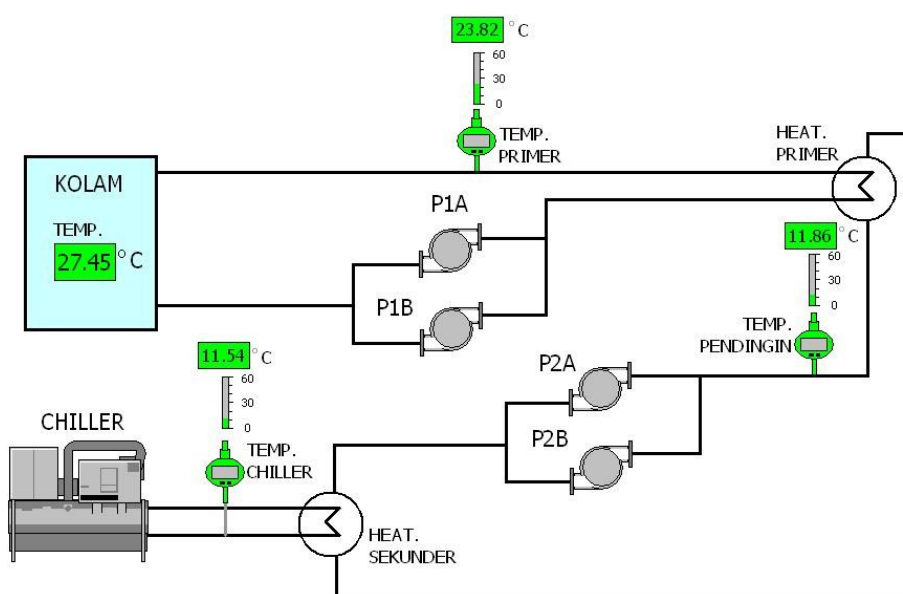 23.82 °C
60
30
0
TEMP.
PRIMER
HEAT.
PRIMER
KOLAM
TEMP.
27.45 °C
P1A
P1B
11.86 °C
60
30
0
TEMP.
PENDINGIN
11.54 °C
60
30
0
P2A
P2B
CHILLER
TEMP.
CHILLER
HEAT.
SEKUNDER